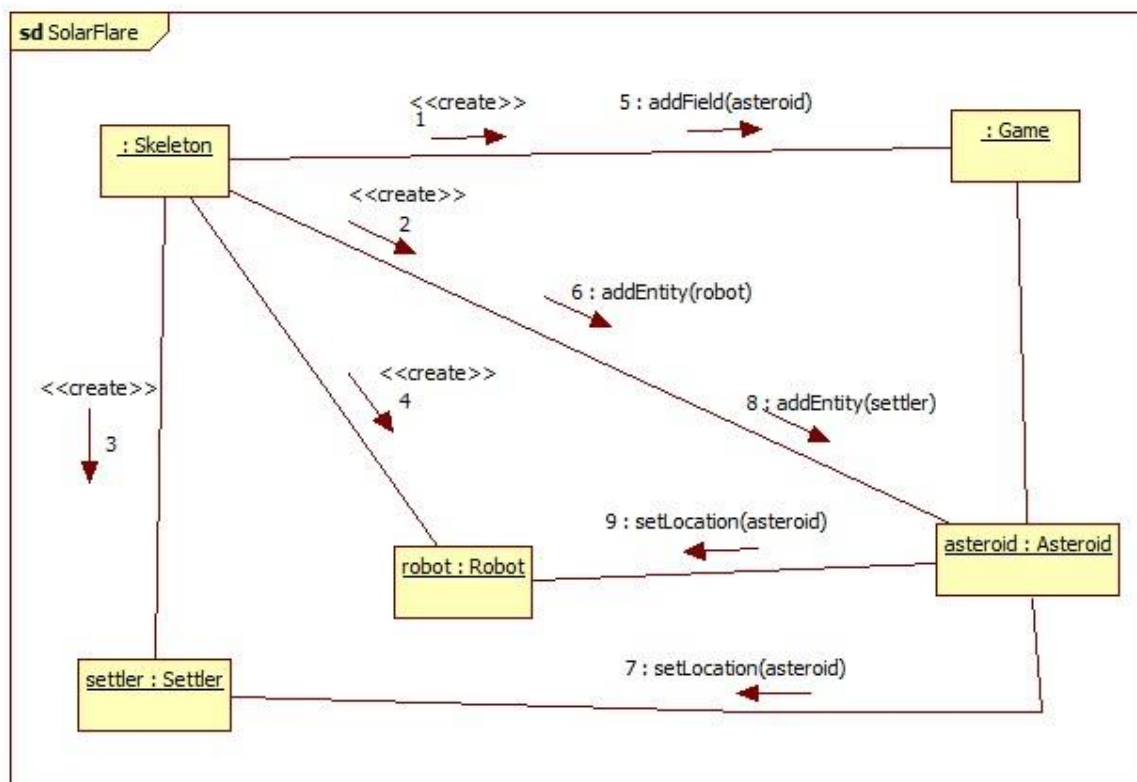 sd SolarFlare
<<create>>
1
5 : addField(asteroid)
: Skeleton
: Game
<<create>>
2
6 : addEntity(robot)
<<create>>
3
<<create>>
4
8 : addEntity(settler)
9 : setLocation(asteroid)
asteroid : Asteroid
robot : Robot
settler : Settler
7 : setLocation(asteroid)